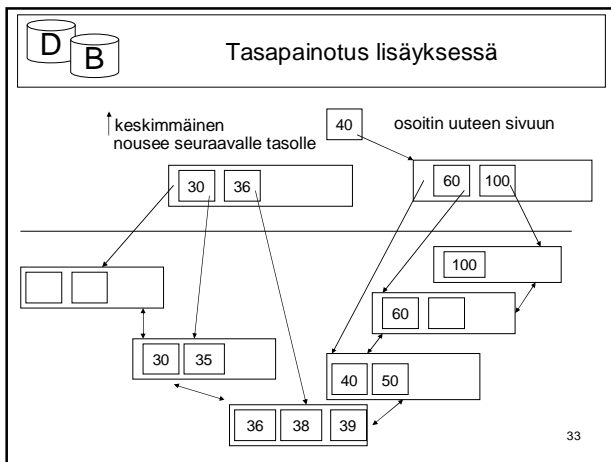 D
B
Tasapainotus lisäyksessä
keskimmäinen
nousee seuraavalle tasolle
40
osoitin uuteen sivuun
30 36
60 100
100
60
30 35
40 50
36 38 39
33